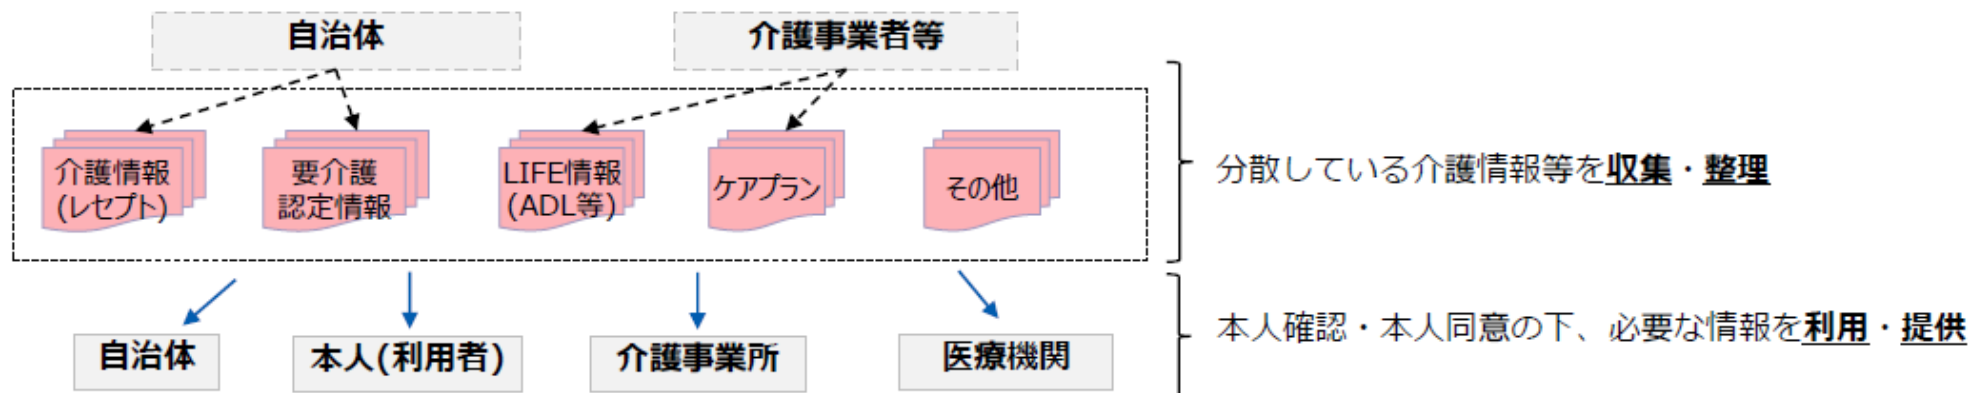 自治体
介護事業者等
介護情報
(レセプト)
要介護
認定情報
LIFE情報
(ADL等)
ケアプラン
その他
分散している介護情報等を収集・整理
自治体
本人(利用者)
介護事業所
医療機関
本人確認・本人同意の下、必要な情報を利用・提供